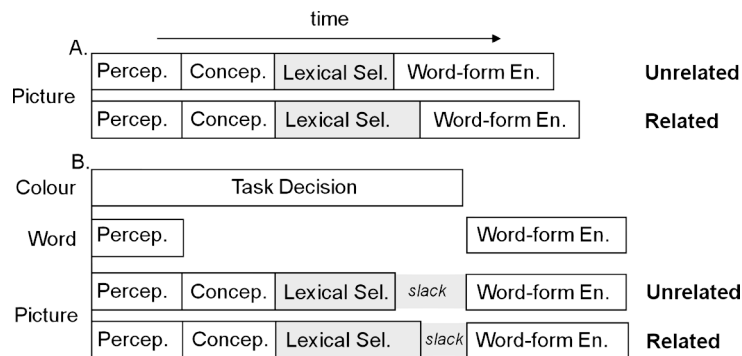 time
A.
Percep. Concep. Lexical Sel. Word-form En. Unrelated
Picture
Percep. Concep. Lexical Sel. Word-form En. Related
B.
Colour Task Decision
Word Percep. Word-form En.
Percep. Concep. Lexical Sel. slack Word-form En. Unrelated
Picture
Percep. Concep. Lexical Sel. slack Word-form En. Related